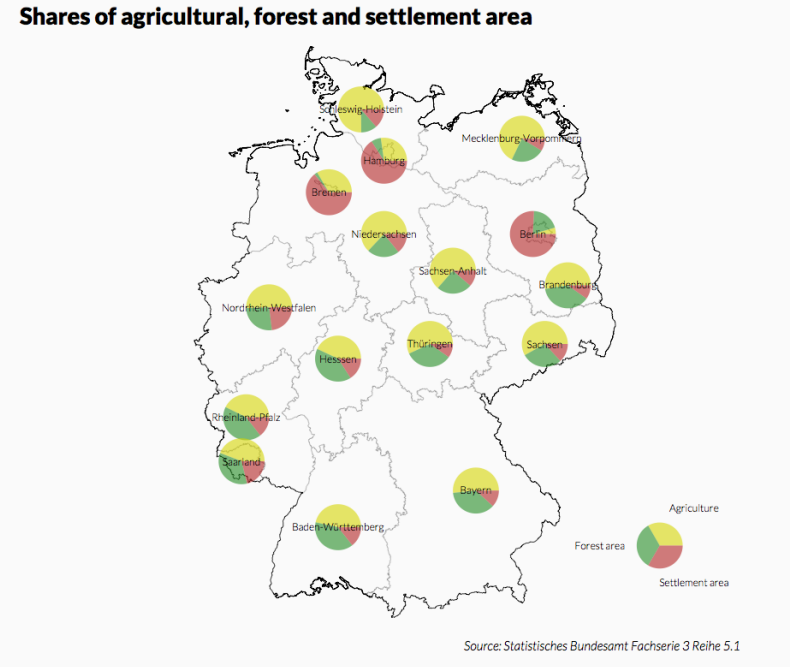 Shares of agricultural, forest and settlement area
Schleswig-Holstein
Mecklenburg-Vorpommern
Hamburg
Bremen
Niedersachsen
Berlin
Sachsen-Anhalt
Brandenburg
Nordrhein-Westfalen
Thüringen
Sachsen
Hesssen
Rheinland-Pfalz
Saarland
Bayern
Baden-Württemberg
Agriculture
Forest area
Settlement area
Source: Statistisches Bundesamt Fachserie 3 Reihe 5.1